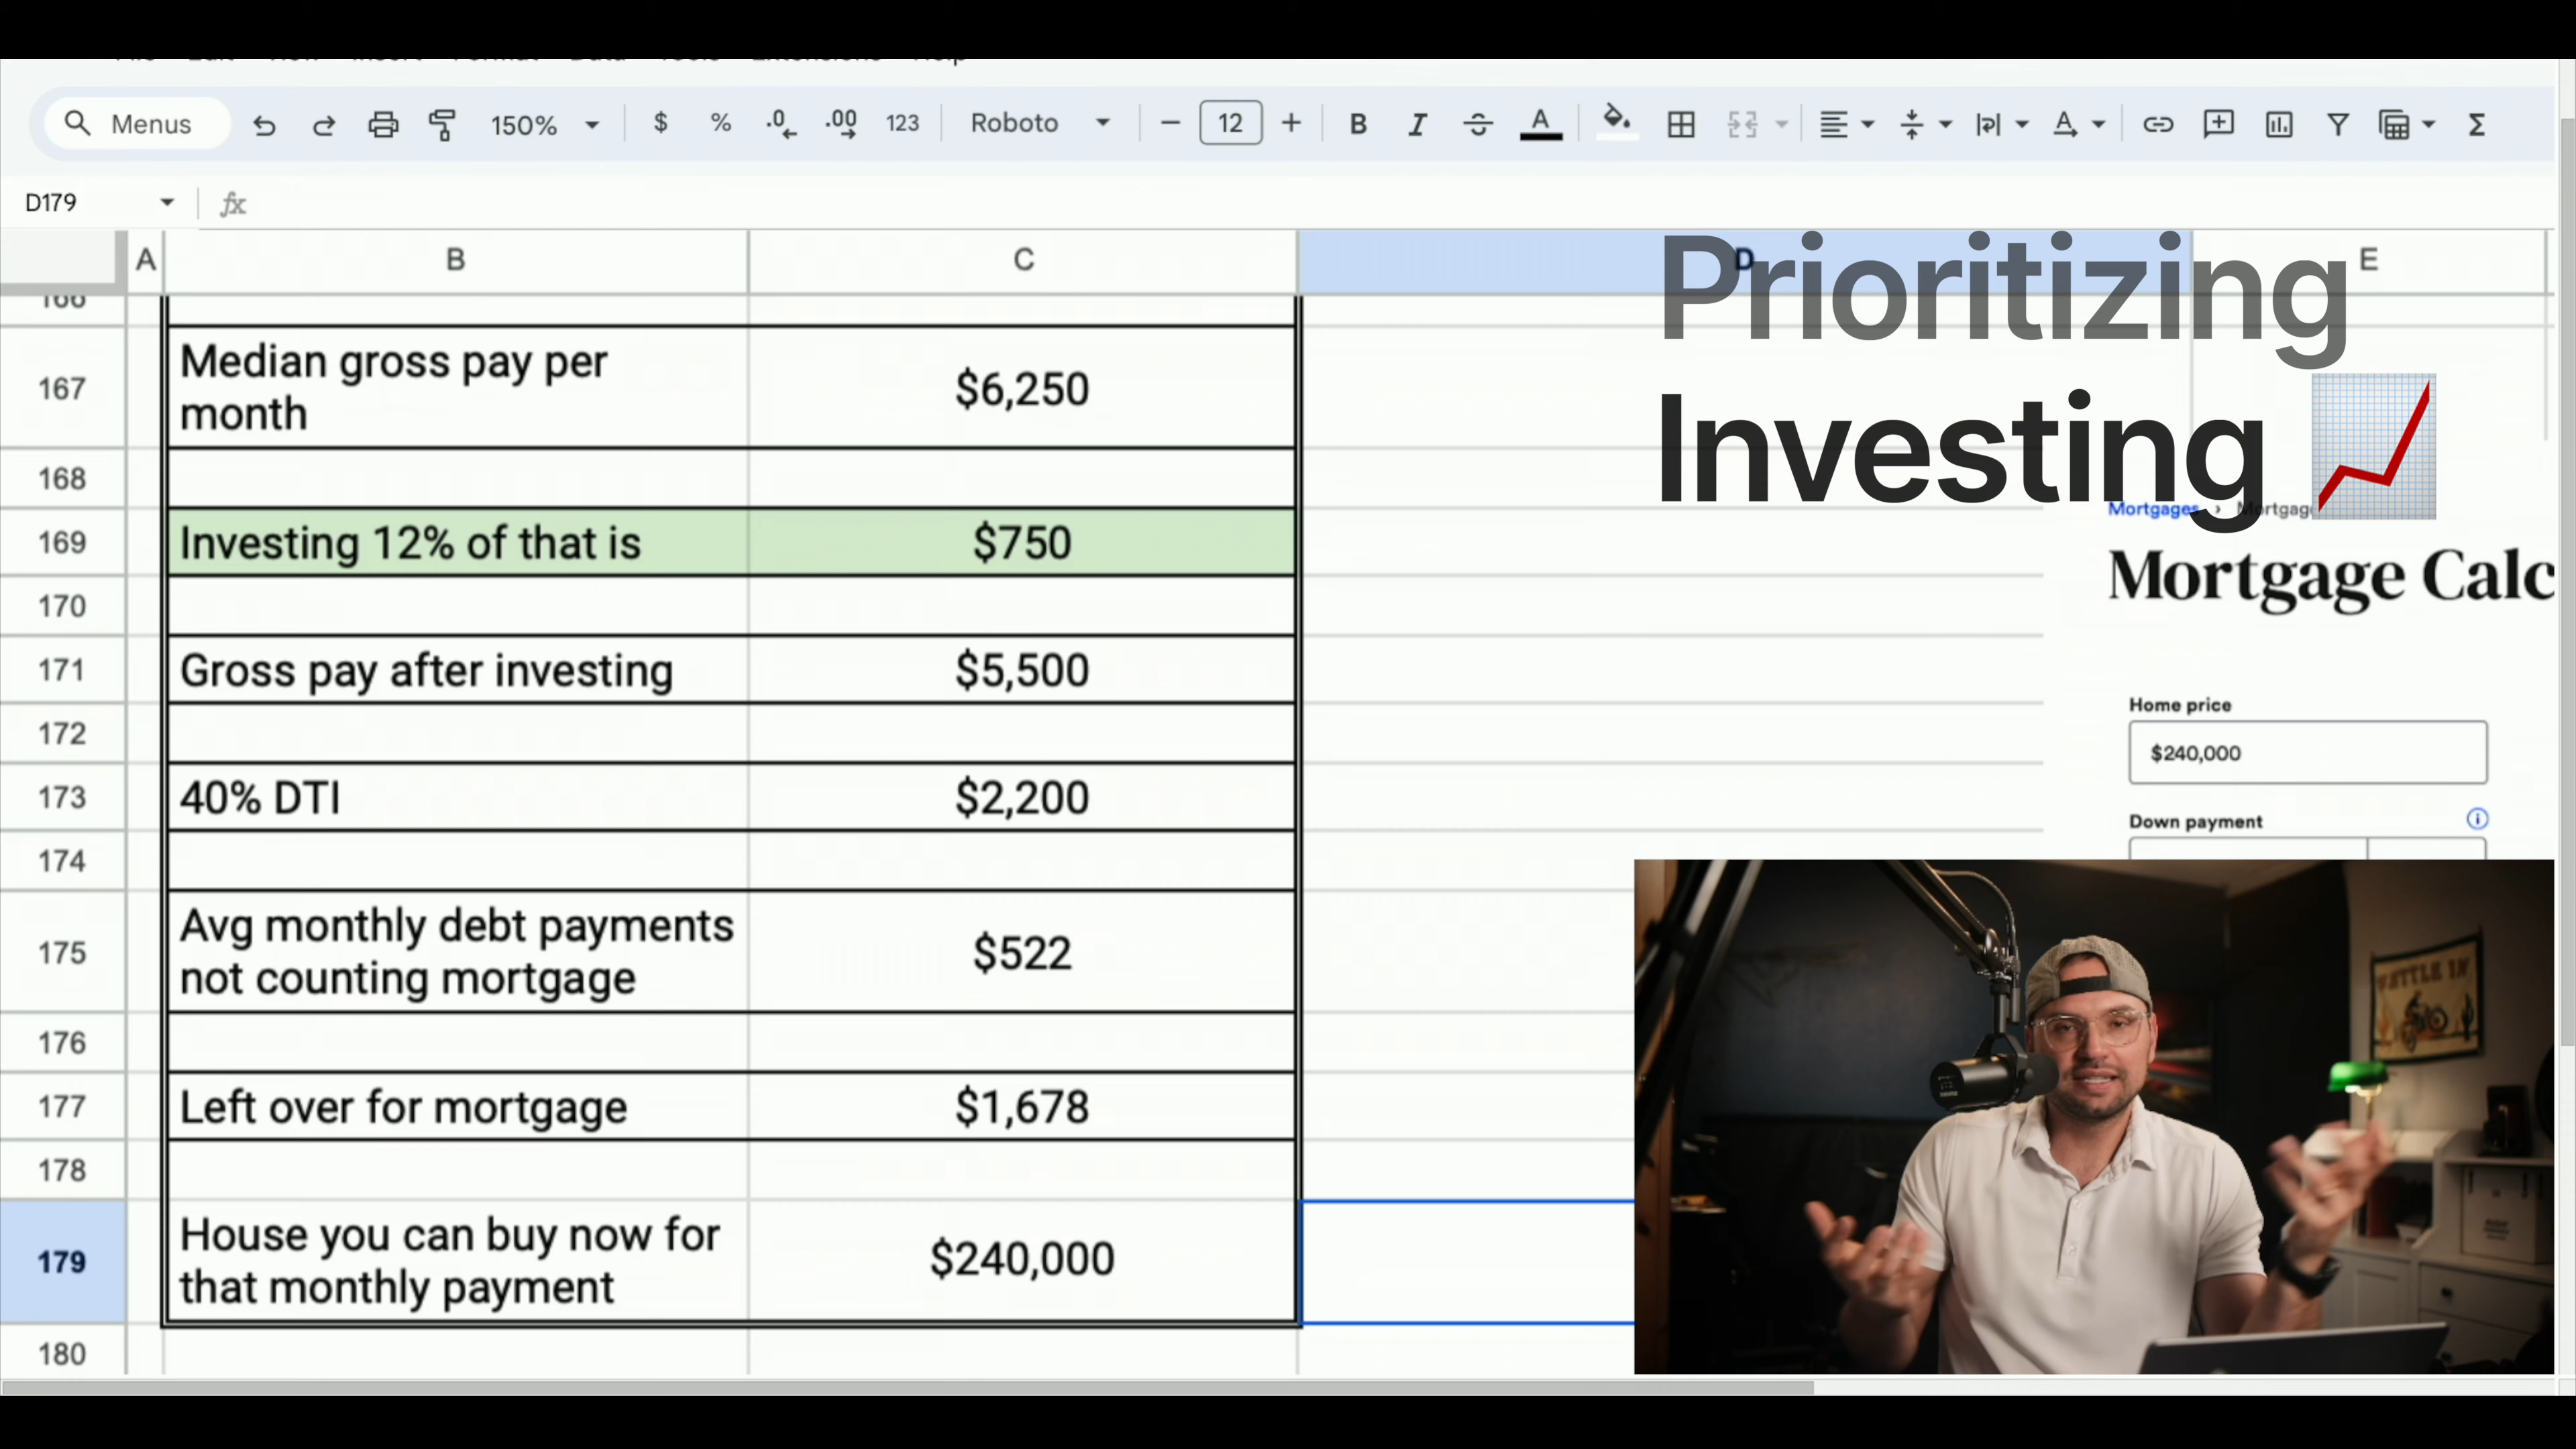 Menus
150%
$
%
.0
.00
123
Roboto
12
B
I
A
D179
fx
A
B
C
D
E
Prioritizing
Investing
166
167
Median gross pay per
month
$6,250
168
169
Investing 12% of that is
$750
170
171
Gross pay after investing
$5,500
172
173
40% DTI
$2,200
174
175
Avg monthly debt payments
not counting mortgage
$522
176
177
Left over for mortgage
$1,678
178
179
House you can buy now for
that monthly payment
$240,000
180
Mortgages ›
Mortgage Calc
Home price
$240,000
Down payment